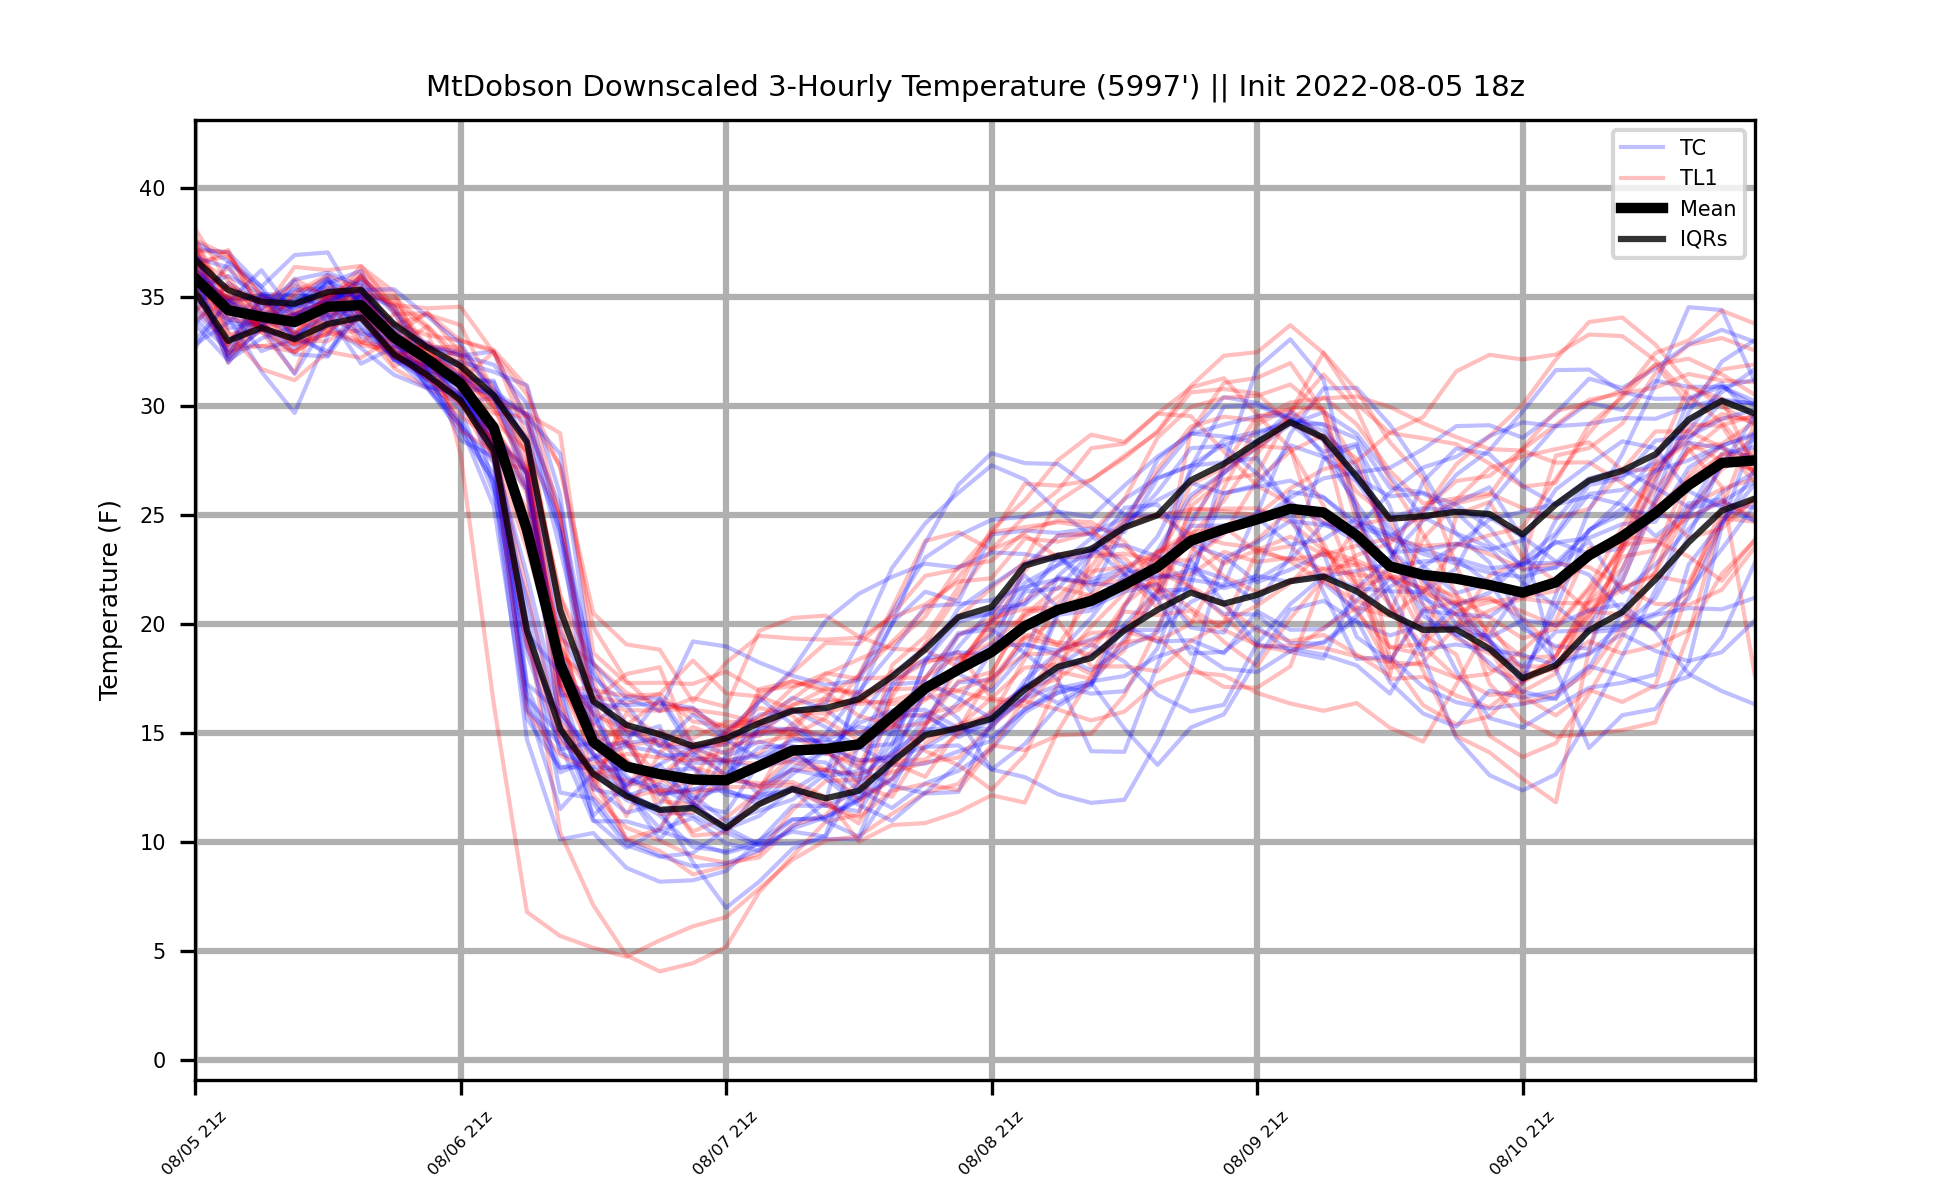 MtDobson Downscaled 3-Hourly Temperature (5997') || Init 2022-08-05 18z
TC
TL1
Mean
IQRs
Temperature (F)
40
35
30
25
20
15
10
5
0
08/05 21z
08/06 21z
08/07 21z
08/08 21z
08/09 21z
08/10 21z